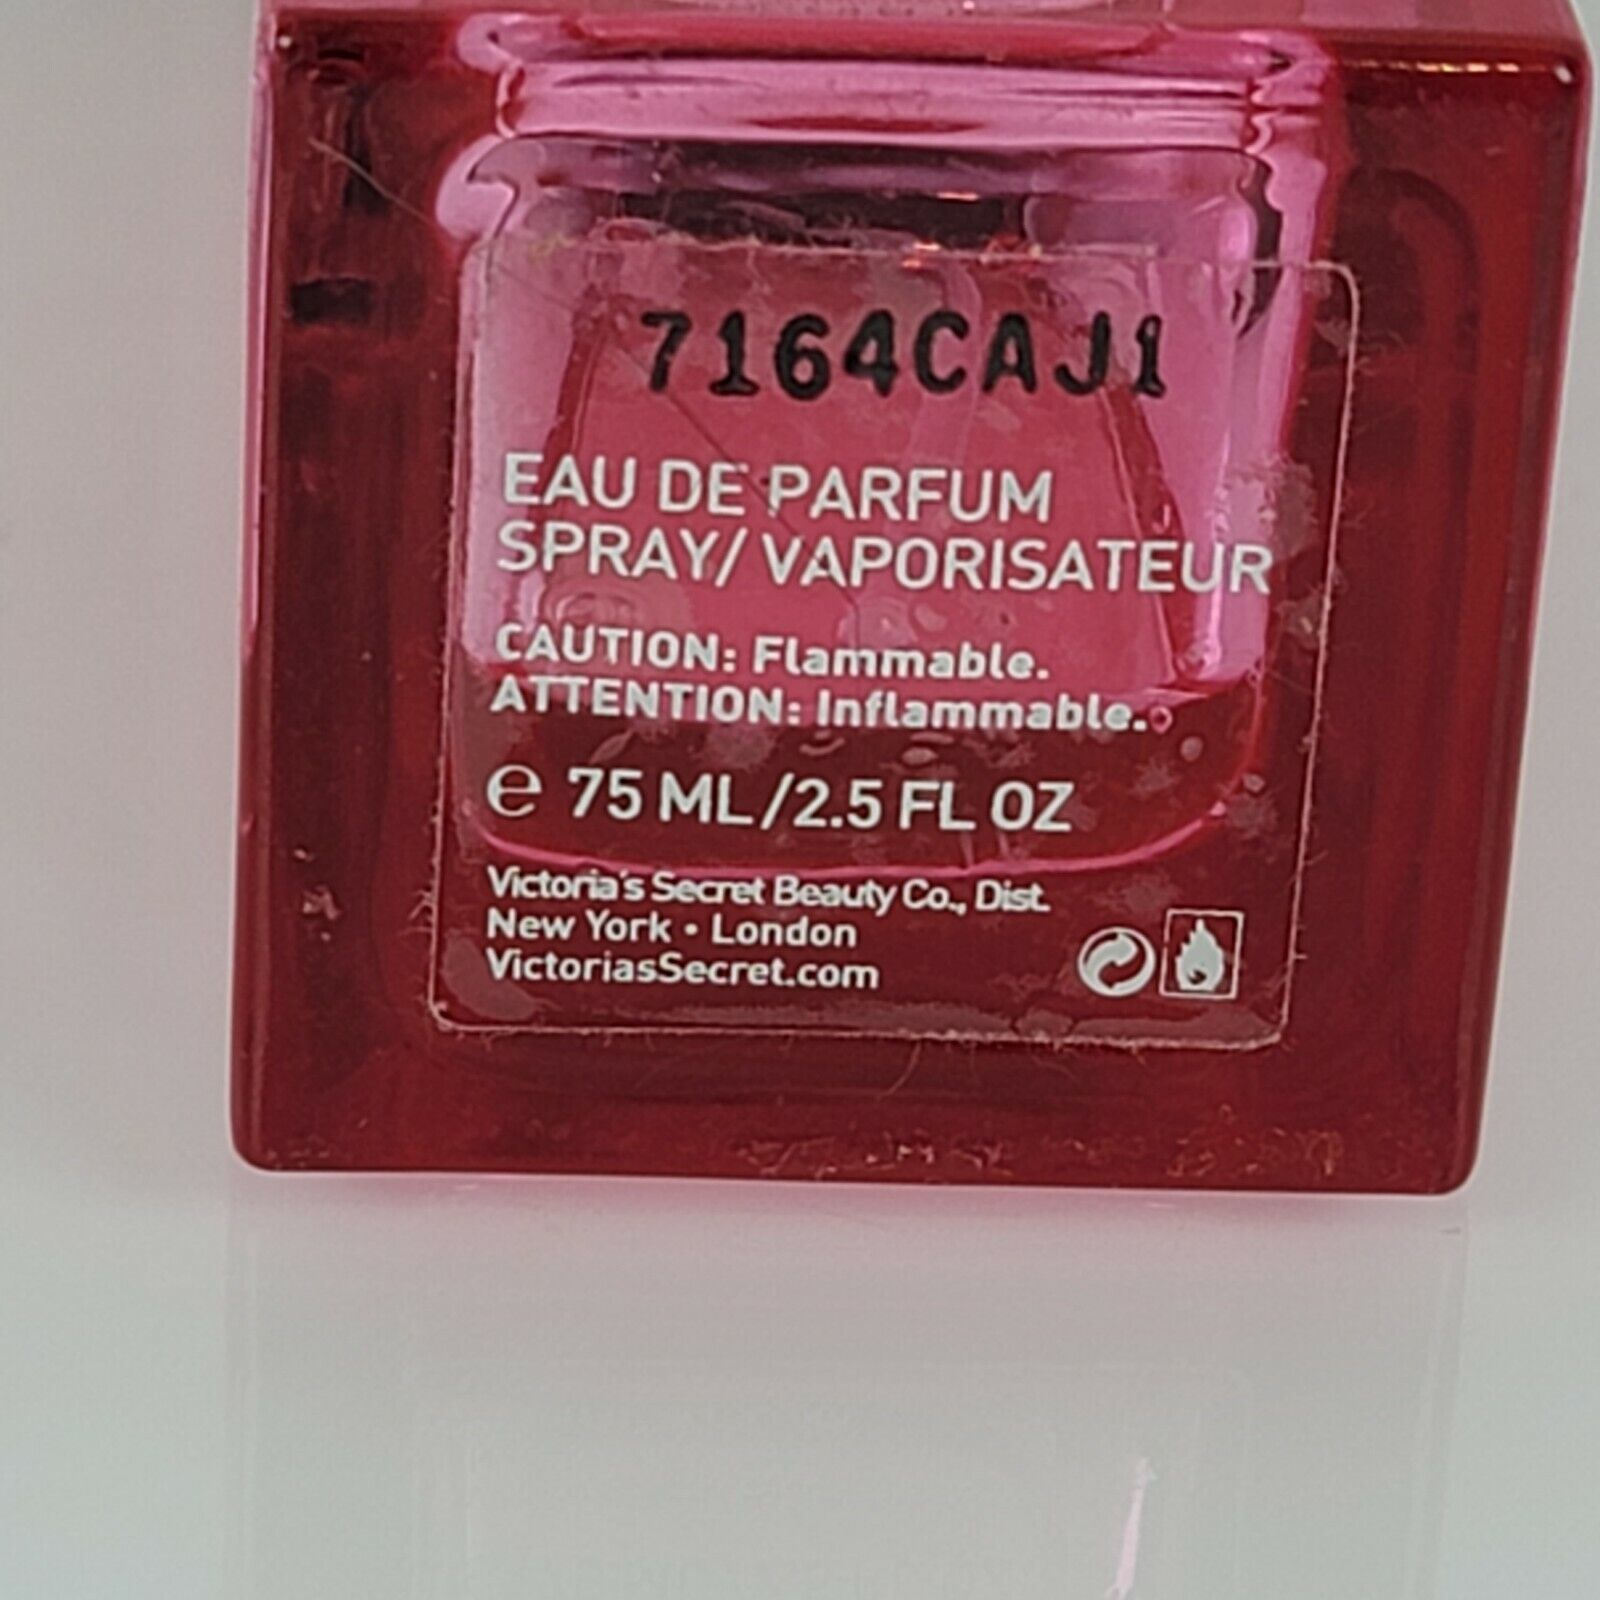 7164CAJ1
EAU DE PARFUM
SPRAY/VAPORISATEUR
CAUTION: Flammable.
ATTENTION: Inflammable.
℮ 75 ML/2.5 FL OZ
Victoria's Secret Beauty Co., Dist.
New York • London
VictoriasSecret.com